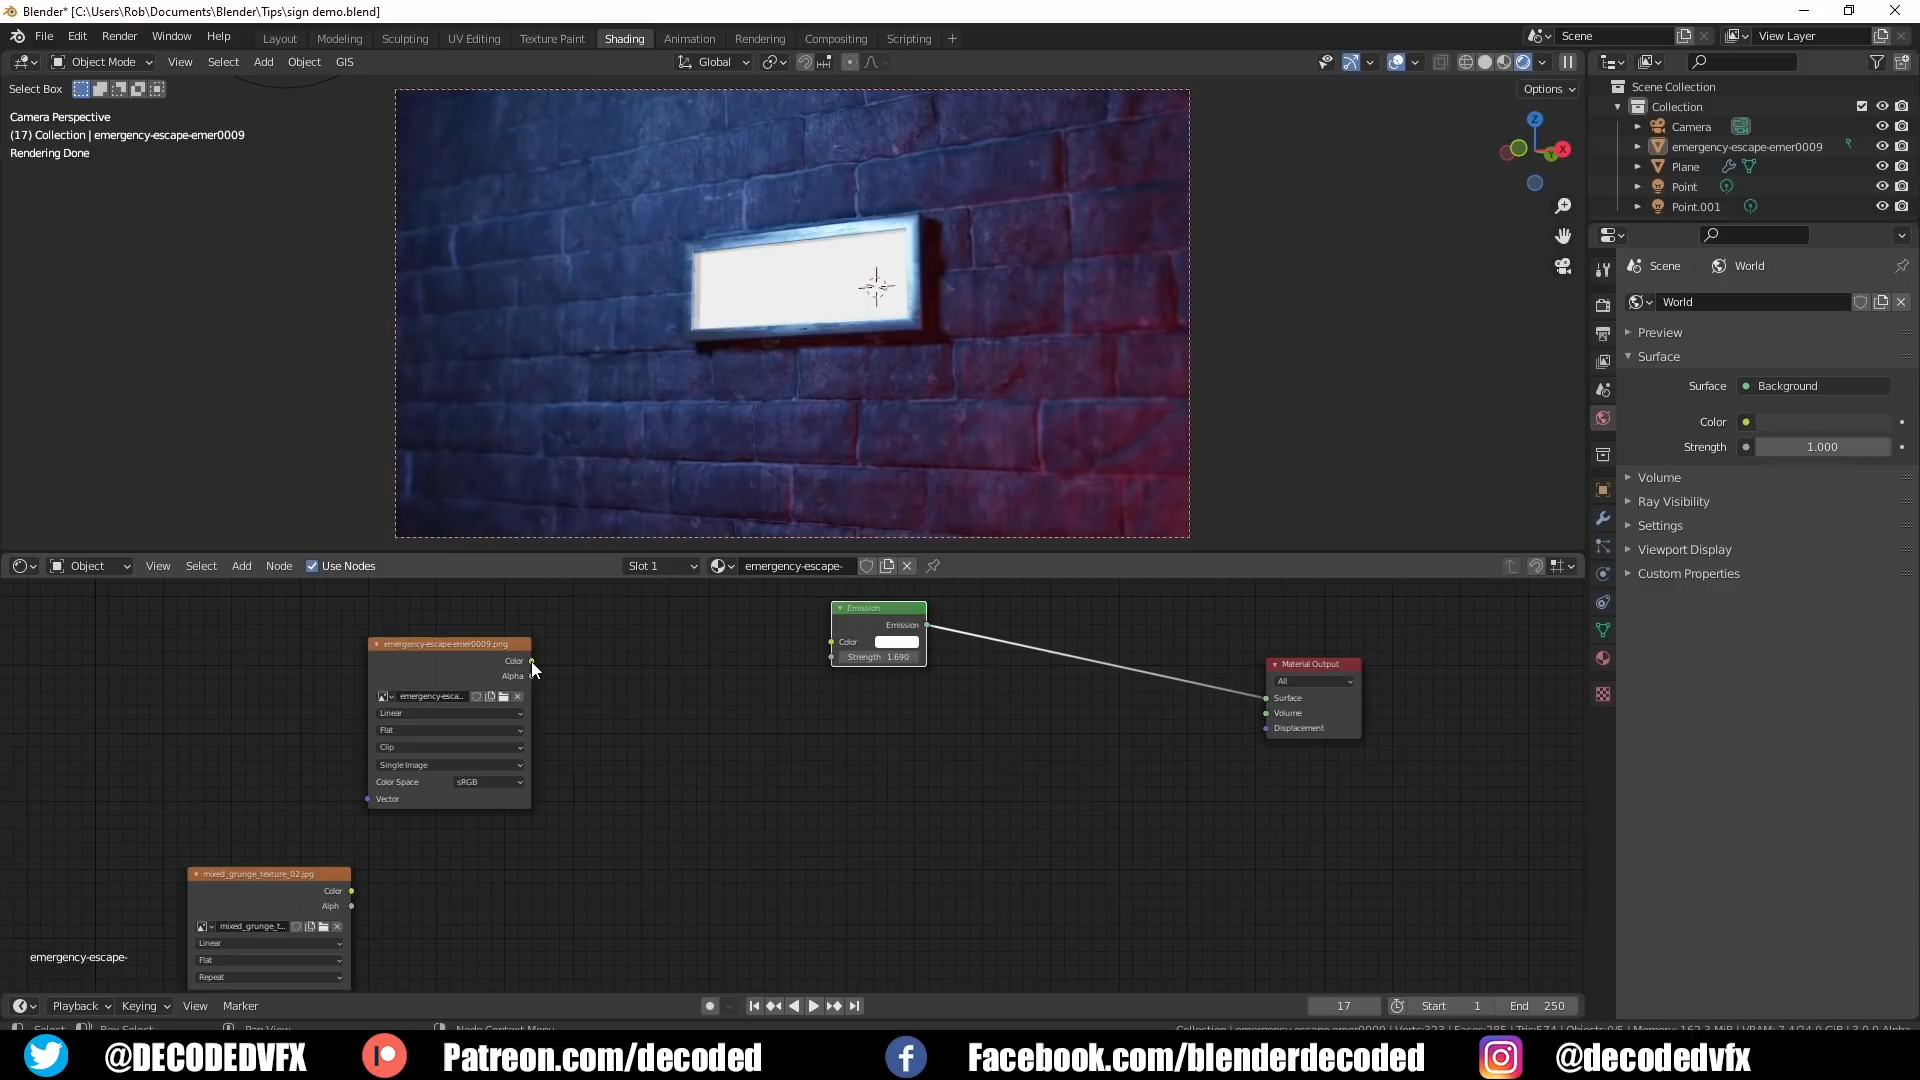 Blender* [C:\Users\Rob\Documents\Blender\Tips\sign demo.blend]
File Edit Render Window Help Layout Modeling Sculpting UV Editing Texture Paint Shading Animation Rendering Compositing Scripting + Scene View Layer
Object Mode View Select Add Object GIS Global
Select Box Options
Camera Perspective
(17) Collection | emergency-escape-emer0009
Rendering Done
Z
Y
X
Scene Collection
Collection
Camera
emergency-escape-emer0009
Plane
Point
Point.001
Scene World
World
Preview
Surface
Surface Background
Color
Strength 1.000
Volume
Ray Visibility
Settings
Viewport Display
Custom Properties
Object View Select Add Node Use Nodes Slot 1 emergency-escape-
Emission
Emission
Color
Strength 1.690
emergency-escape-emer0009.png
Color
Alpha
emergency-esca...
Linear
Flat
Clip
Single Image
Color Space sRGB
Vector
Material Output
All
Surface
Volume
Displacement
mixed_grunge_texture_02.jpg
Color
Alph
mixed_grunge_t...
Linear
Flat
Repeat
emergency-escape-
Playback Keying View Marker 17 Start 1 End 250
@DECODEDVFX Patreon.com/decoded Facebook.com/blenderdecoded @decodedvfx